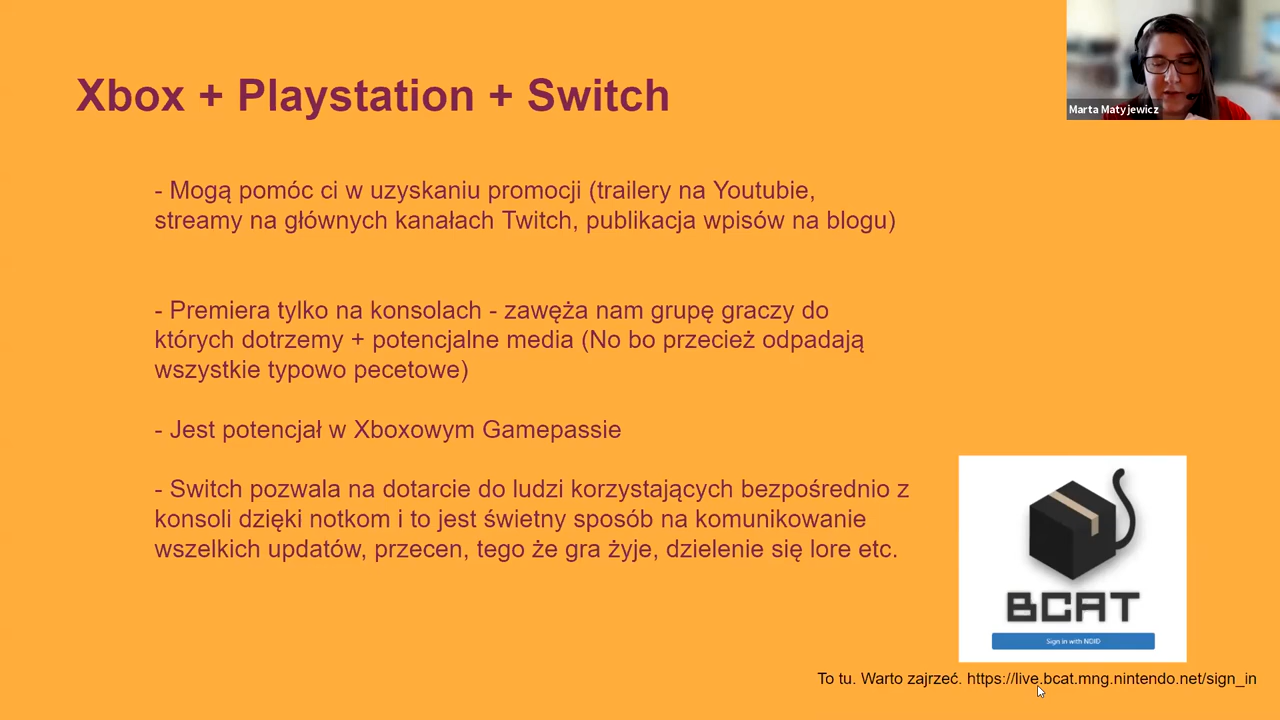 Xbox + Playstation + Switch
Marta Matyjewicz
- Mogą pomóc ci w uzyskaniu promocji (trailery na Youtubie,
streamy na głównych kanałach Twitch, publikacja wpisów na blogu)
- Premiera tylko na konsolach - zawęża nam grupę graczy do
których dotrzemy + potencjalne media (No bo przecież odpadają
wszystkie typowo pecetowe)
- Jest potencjał w Xboxowym Gamepassie
- Switch pozwala na dotarcie do ludzi korzystających bezpośrednio z
konsoli dzięki notkom i to jest świetny sposób na komunikowanie
wszelkich updatów, przecen, tego że gra żyje, dzielenie się lore etc.
BCAT
Sign in with NDID
To tu. Warto zajrzeć. https://live.bcat.mng.nintendo.net/sign_in